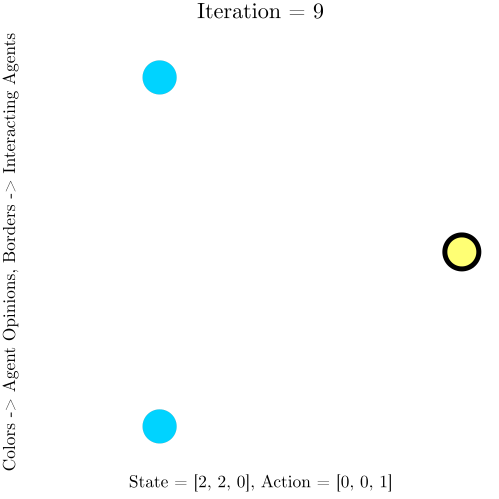 Iteration = 9
Colors -> Agent Opinions, Borders -> Interacting Agents
State = [2, 2, 0], Action = [0, 0, 1]